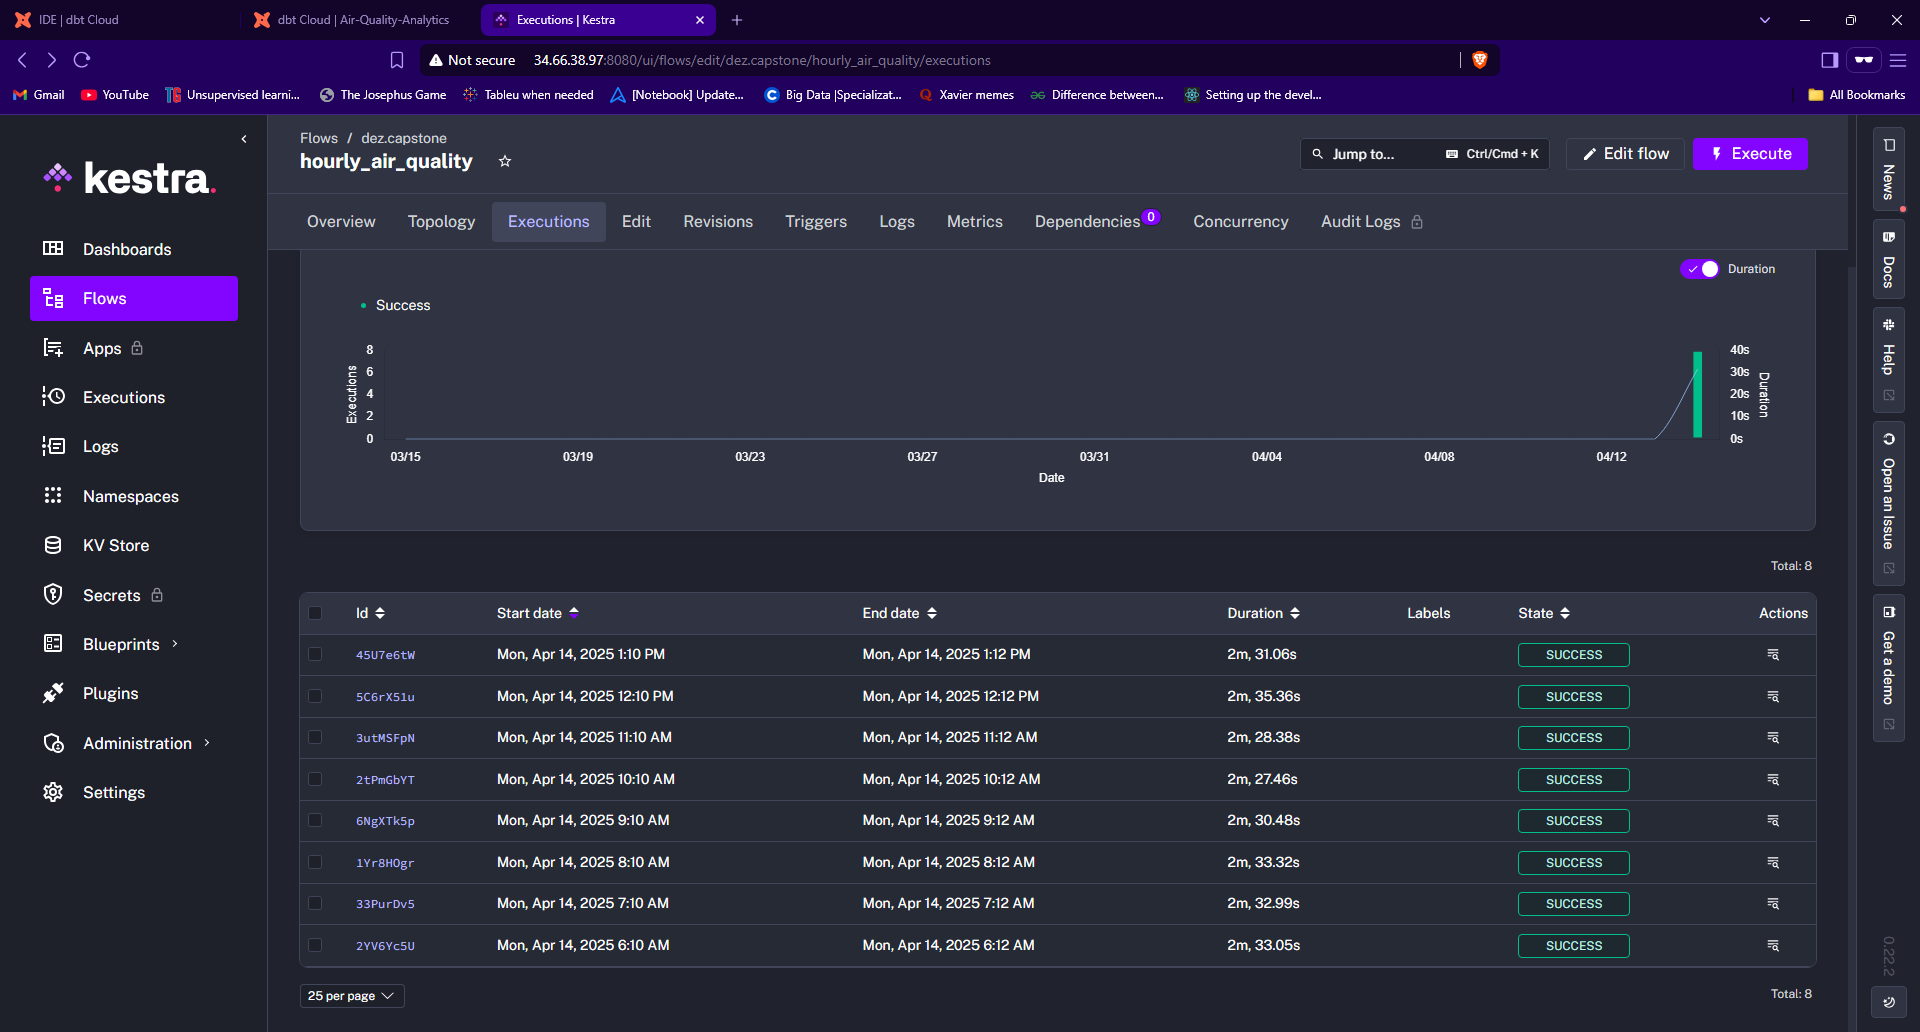 IDE | dbt Cloud
dbt Cloud | Air-Quality-Analytics
Executions | Kestra
Not secure 34.66.38.97:8080/ui/flows/edit/dez.capstone/hourly_air_quality/executions
Gmail YouTube Unsupervised learni... The Josephus Game Tableu when needed [Notebook] Update... Big Data |Specializat... Xavier memes Difference between... Setting up the devel... All Bookmarks
kestra.
Dashboards
Flows
Apps
Executions
Logs
Namespaces
KV Store
Secrets
Blueprints
Plugins
Administration
Settings
Flows / dez.capstone
hourly_air_quality
Jump to... Ctrl/Cmd + K
Edit flow
Execute
Overview Topology Executions Edit Revisions Triggers Logs Metrics Dependencies 0 Concurrency Audit Logs
Duration
Success
Executions
8
6
4
2
0
40s
30s
20s
10s
0s
Duration
03/15 03/19 03/23 03/27 03/31 04/04 04/08 04/12
Date
Total: 8
Id Start date End date Duration Labels State Actions
45U7e6tW Mon, Apr 14, 2025 1:10 PM Mon, Apr 14, 2025 1:12 PM 2m, 31.06s SUCCESS
5C6rX51u Mon, Apr 14, 2025 12:10 PM Mon, Apr 14, 2025 12:12 PM 2m, 35.36s SUCCESS
3utMSFpN Mon, Apr 14, 2025 11:10 AM Mon, Apr 14, 2025 11:12 AM 2m, 28.38s SUCCESS
2tPmGbYT Mon, Apr 14, 2025 10:10 AM Mon, Apr 14, 2025 10:12 AM 2m, 27.46s SUCCESS
6NgXTk5p Mon, Apr 14, 2025 9:10 AM Mon, Apr 14, 2025 9:12 AM 2m, 30.48s SUCCESS
1Yr8HOgr Mon, Apr 14, 2025 8:10 AM Mon, Apr 14, 2025 8:12 AM 2m, 33.32s SUCCESS
33PurDv5 Mon, Apr 14, 2025 7:10 AM Mon, Apr 14, 2025 7:12 AM 2m, 32.99s SUCCESS
2YV6Yc5U Mon, Apr 14, 2025 6:10 AM Mon, Apr 14, 2025 6:12 AM 2m, 33.05s SUCCESS
25 per page
Total: 8
News
Docs
Help
Open an Issue
Get a demo
0.22.2